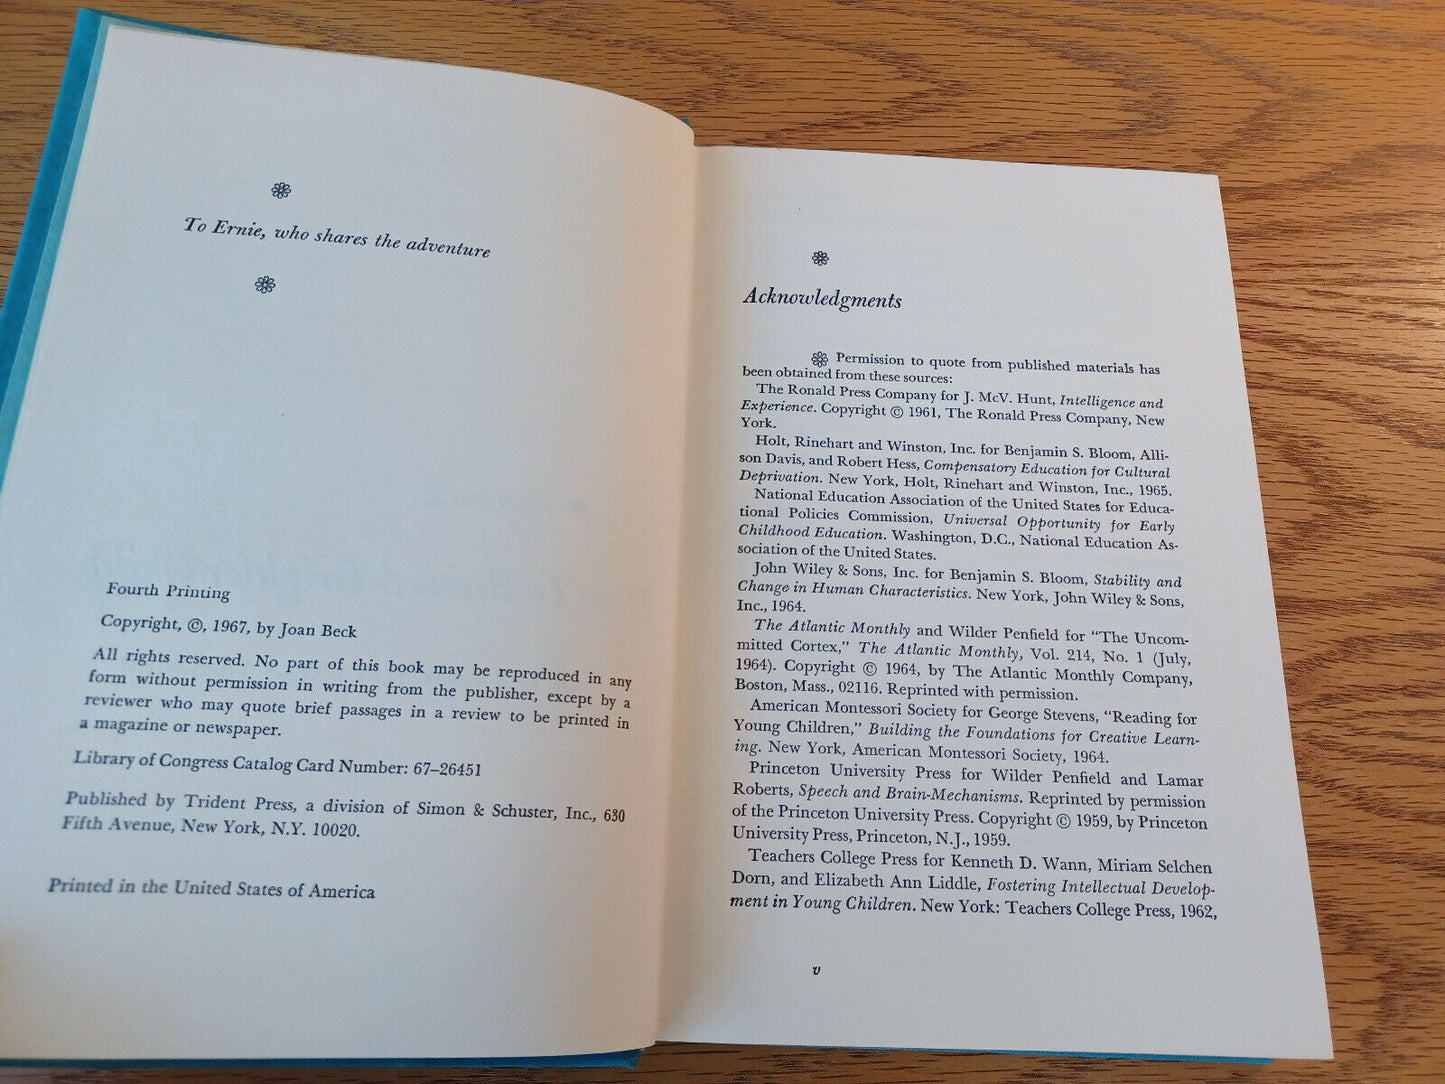 To Ernie, who shares the adventure
Fourth Printing
Copyright, ©, 1967, by Joan Beck
All rights reserved. No part of this book may be reproduced in any
form without permission in writing from the publisher, except by a
reviewer who may quote brief passages in a review to be printed in
a magazine or newspaper.
Library of Congress Catalog Card Number: 67–26451
Published by Trident Press, a division of Simon & Schuster, Inc., 630
Fifth Avenue, New York, N.Y. 10020.
Printed in the United States of America
Acknowledgments
Permission to quote from published materials has
been obtained from these sources:
The Ronald Press Company for J. McV. Hunt, Intelligence and
Experience. Copyright © 1961, The Ronald Press Company, New
York.
Holt, Rinehart and Winston, Inc. for Benjamin S. Bloom, Alli-
son Davis, and Robert Hess, Compensatory Education for Cultural
Deprivation. New York, Holt, Rinehart and Winston, Inc., 1965.
National Education Association of the United States for Educa-
tional Policies Commission, Universal Opportunity for Early
Childhood Education. Washington, D.C., National Education As-
sociation of the United States.
John Wiley & Sons, Inc. for Benjamin S. Bloom, Stability and
Change in Human Characteristics. New York, John Wiley & Sons,
Inc., 1964.
The Atlantic Monthly and Wilder Penfield for “The Uncom-
mitted Cortex,” The Atlantic Monthly, Vol. 214, No. 1 (July,
1964). Copyright © 1964, by The Atlantic Monthly Company,
Boston, Mass., 02116. Reprinted with permission.
American Montessori Society for George Stevens, “Reading for
Young Children,” Building the Foundations for Creative Learn-
ing. New York, American Montessori Society, 1964.
Princeton University Press for Wilder Penfield and Lamar
Roberts, Speech and Brain-Mechanisms. Reprinted by permission
of the Princeton University Press. Copyright © 1959, by Princeton
University Press, Princeton, N.J., 1959.
Teachers College Press for Kenneth D. Wann, Miriam Selchen
Dorn, and Elizabeth Ann Liddle, Fostering Intellectual Develop-
ment in Young Children. New York: Teachers College Press, 1962,
v